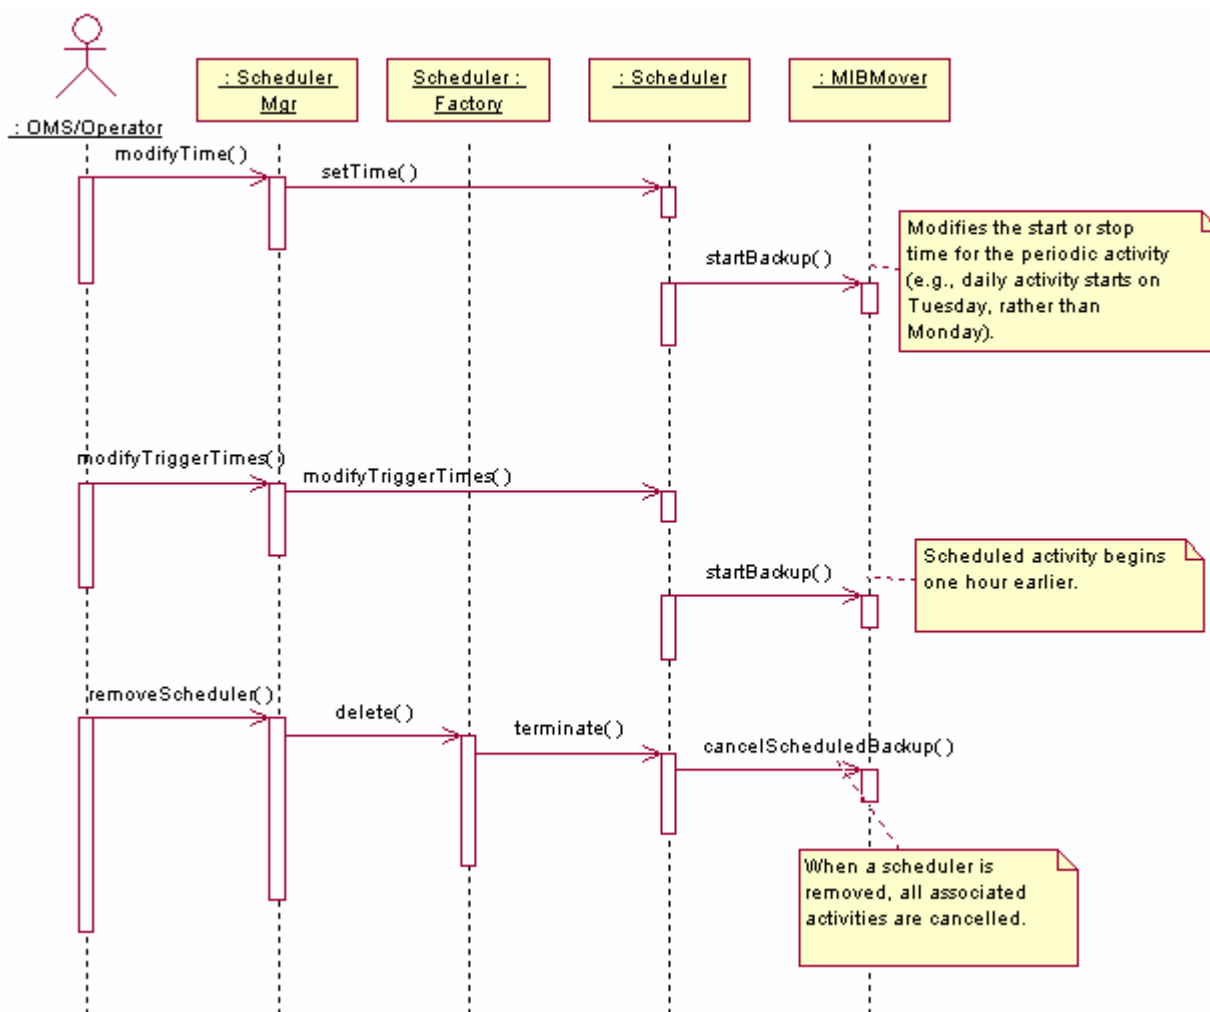 : Scheduler
Mgr
Scheduler :
Factory
: Scheduler
: MIBMover
: OMS/Operator
modifyTime()
setTime()
Modifies the start or stop
time for the periodic activity
(e.g., daily activity starts on
Tuesday, rather than
Monday).
startBackup()
modifyTriggerTimes()
modifyTriggerTimes()
Scheduled activity begins
one hour earlier.
startBackup()
removeScheduler()
delete()
terminate()
cancelScheduledBackup()
When a scheduler is
removed, all associated
activities are cancelled.